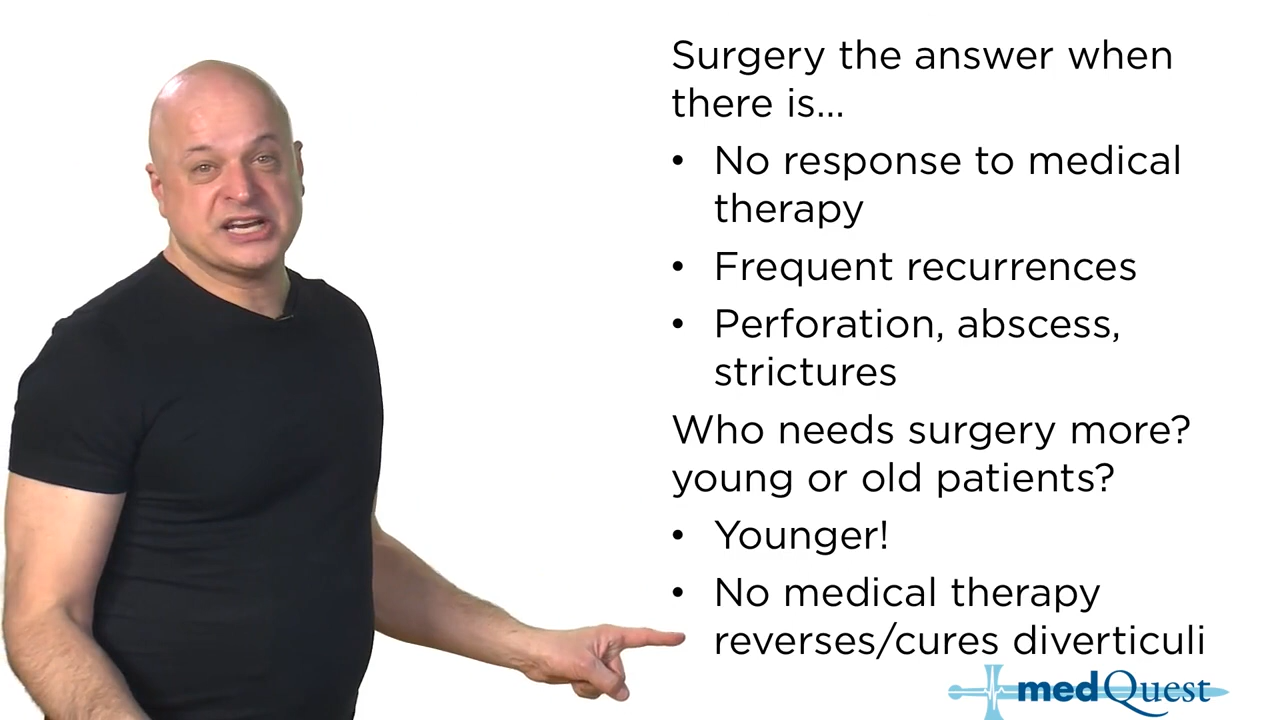 Surgery the answer when
there is...
• No response to medical
therapy
• Frequent recurrences
• Perforation, abscess,
strictures
Who needs surgery more?
young or old patients?
• Younger!
• No medical therapy
reverses/cures diverticuli
medQuest